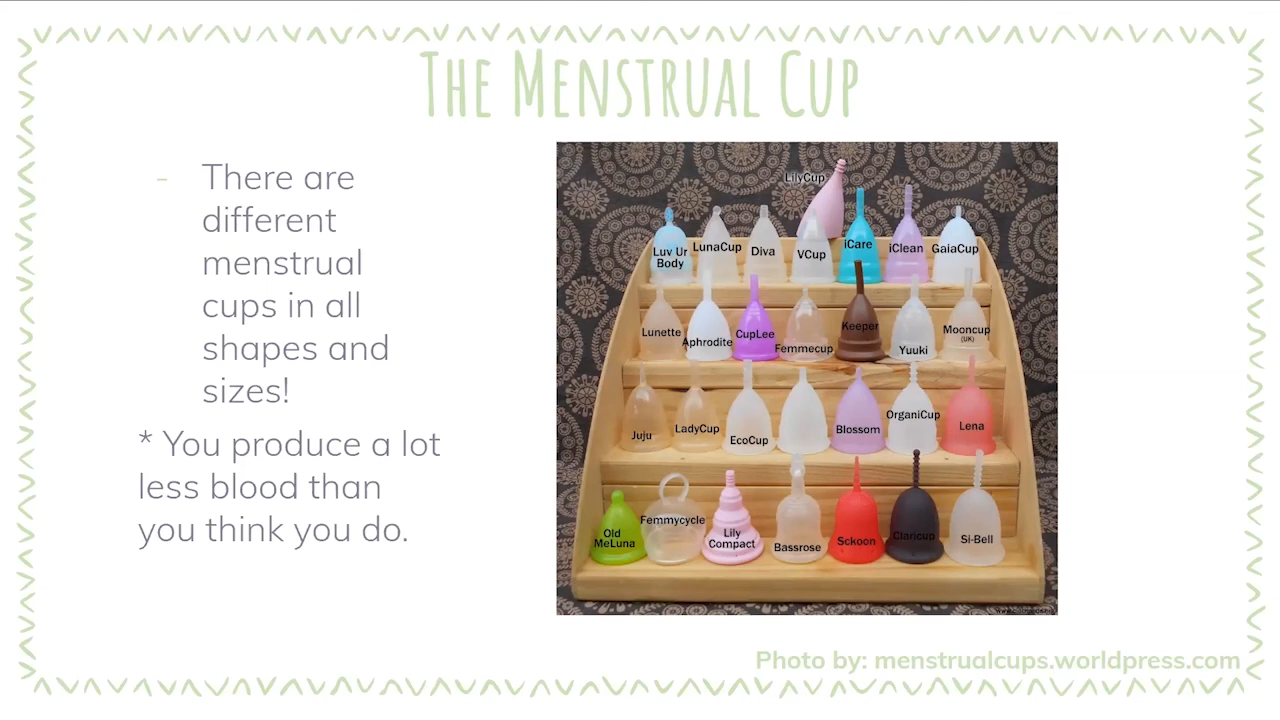 The Menstrual Cup
- There are
different
menstrual
cups in all
shapes and
sizes!
* You produce a lot
less blood than
you think you do.
LilyCup
Luv Ur
Body
LunaCup
Diva
VCup
iCare
iClean
GaiaCup
Lunette
Aphrodite
CupLee
Femmecup
Keeper
Yuuki
Mooncup
(UK)
Juju
LadyCup
EcoCup
Blossom
OrganiCup
Lena
Old
MeLuna
Femmycycle
Lily
Compact
Bassrose
Sckoon
Claricup
Si-Bell
Photo by: menstrualcups.wordpress.com